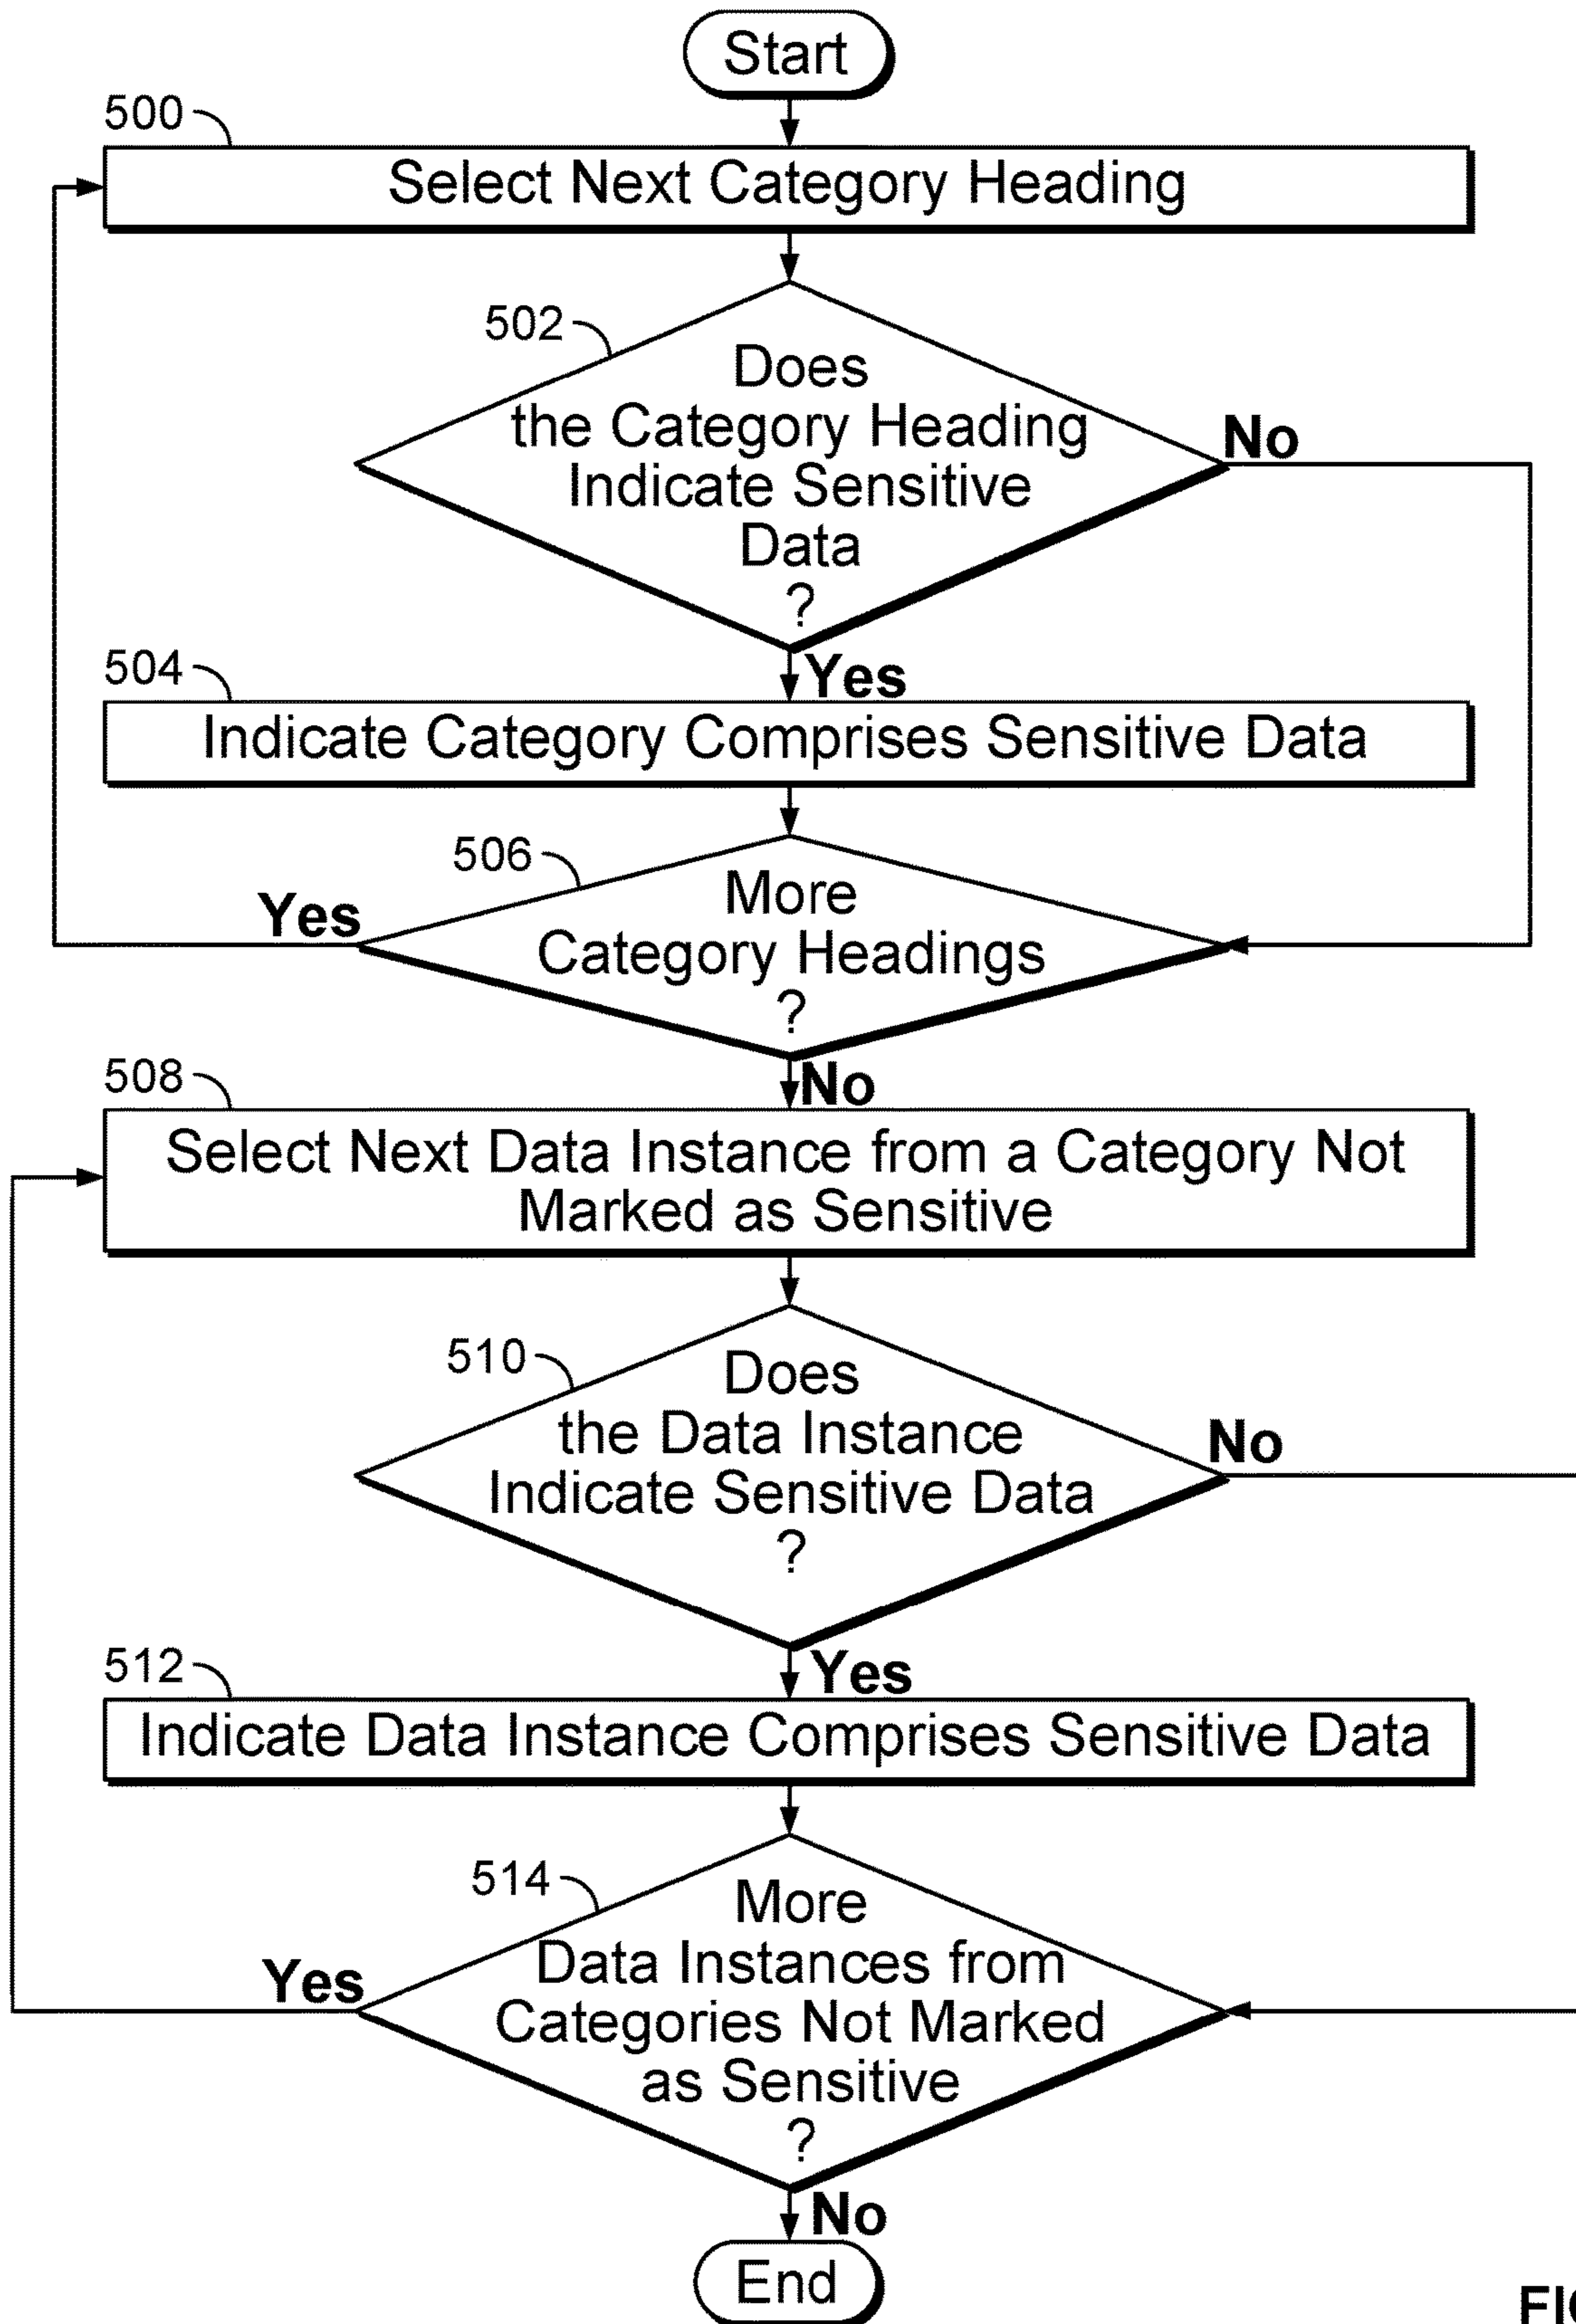 Start
500
Select Next Category Heading
502
Does
the Category Heading
Indicate Sensitive
Data
?
No
Yes
504
Indicate Category Comprises Sensitive Data
506
More
Category Headings
?
Yes
No
508
Select Next Data Instance from a Category Not
Marked as Sensitive
510
Does
the Data Instance
Indicate Sensitive Data
?
No
Yes
512
Indicate Data Instance Comprises Sensitive Data
514
More
Data Instances from
Categories Not Marked
as Sensitive
?
Yes
No
End